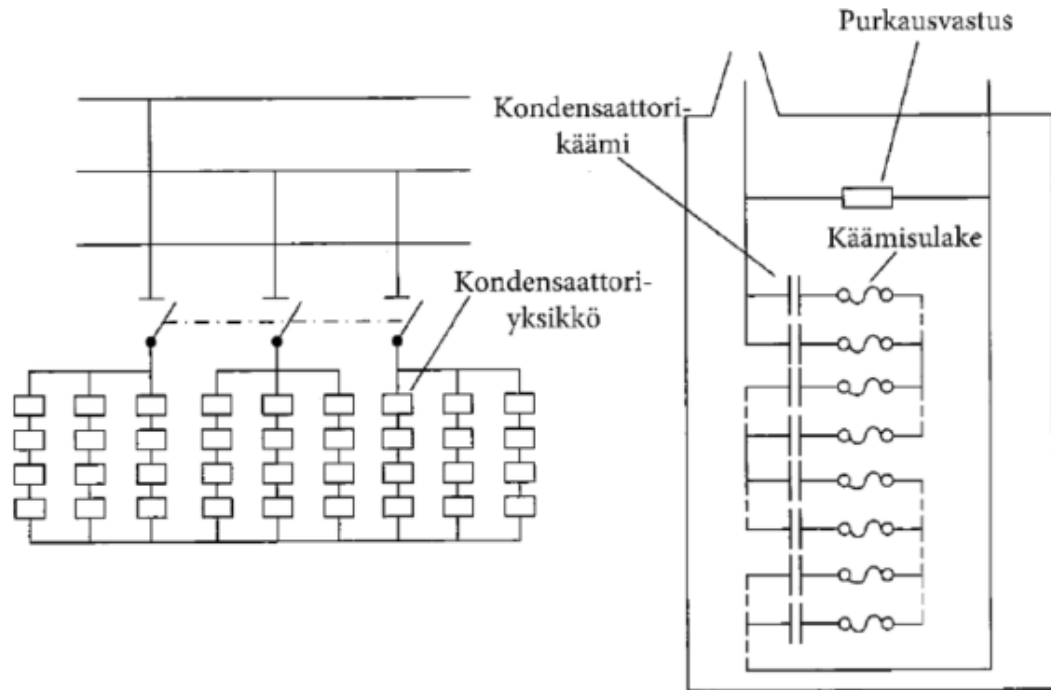 Purkausvastus
Kondensaattori-
käämi
Käämisulake
Kondensaattori-
yksikkö